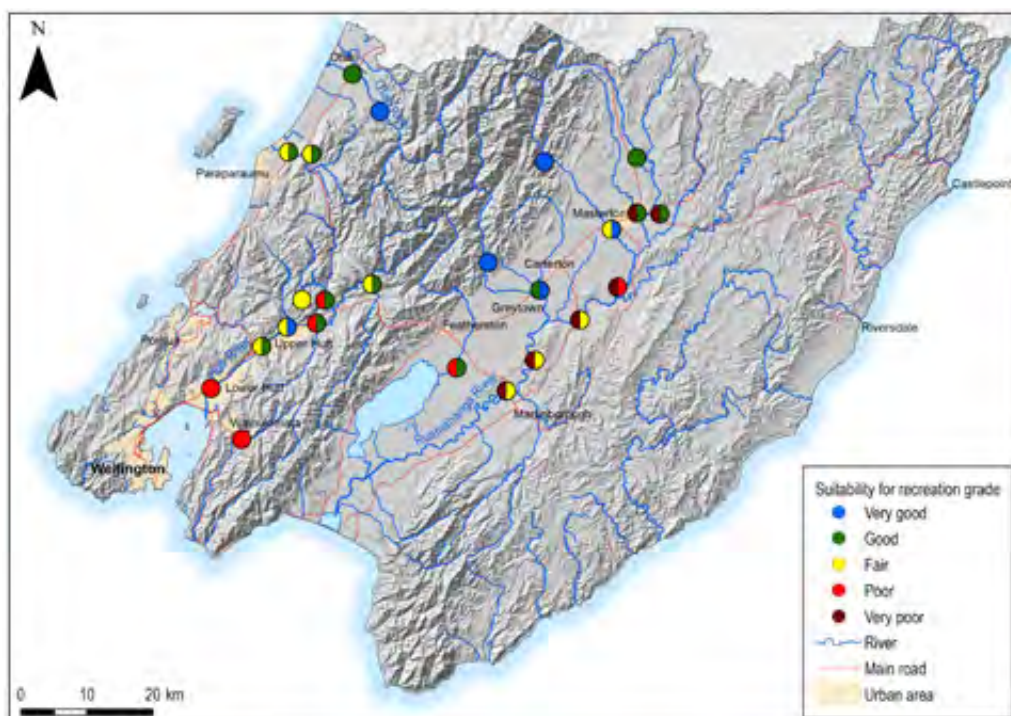 N
Paraparaumu
Castlepoint
Masterton
Carterton
Greytown
Riversdale
Featherston
Upper Hutt
Lower Hutt
Martinborough
Wellington
Suitability for recreation grade
Very good
Good
Fair
Poor
Very poor
River
Main road
Urban area
0 10 20 km